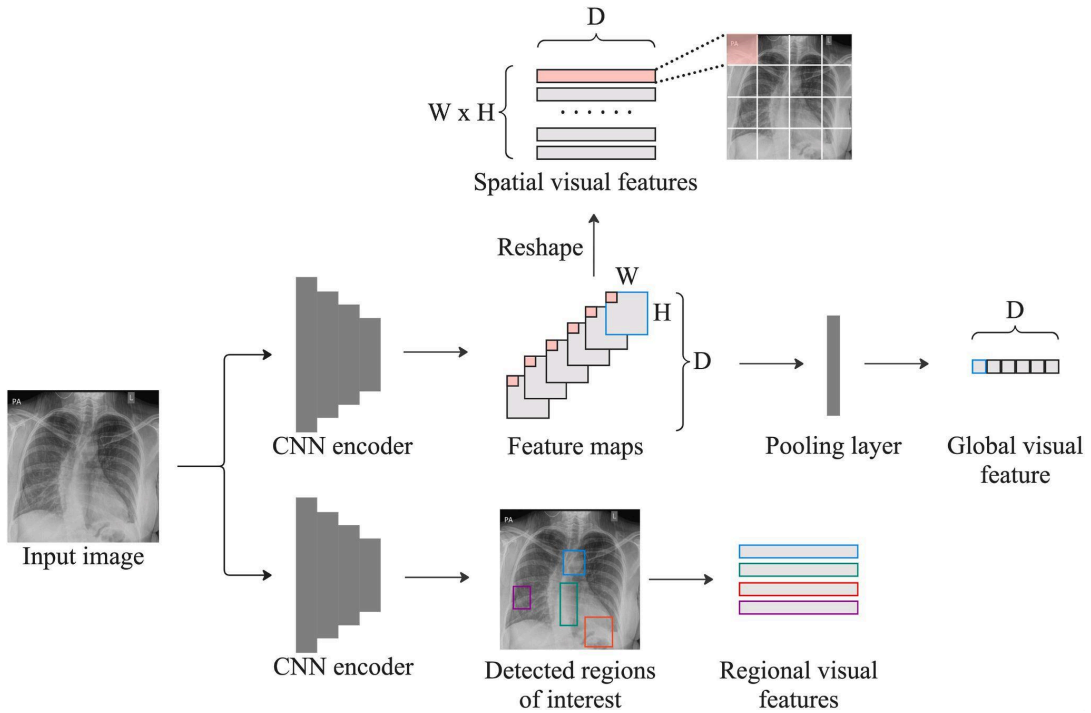 D
PA
W x H
. . . . . .
Spatial visual features
Reshape
W
H
D
D
PA
L
CNN encoder
Feature maps
Pooling layer
Global visual
feature
Input image
PA
L
CNN encoder
Detected regions
of interest
Regional visual
features